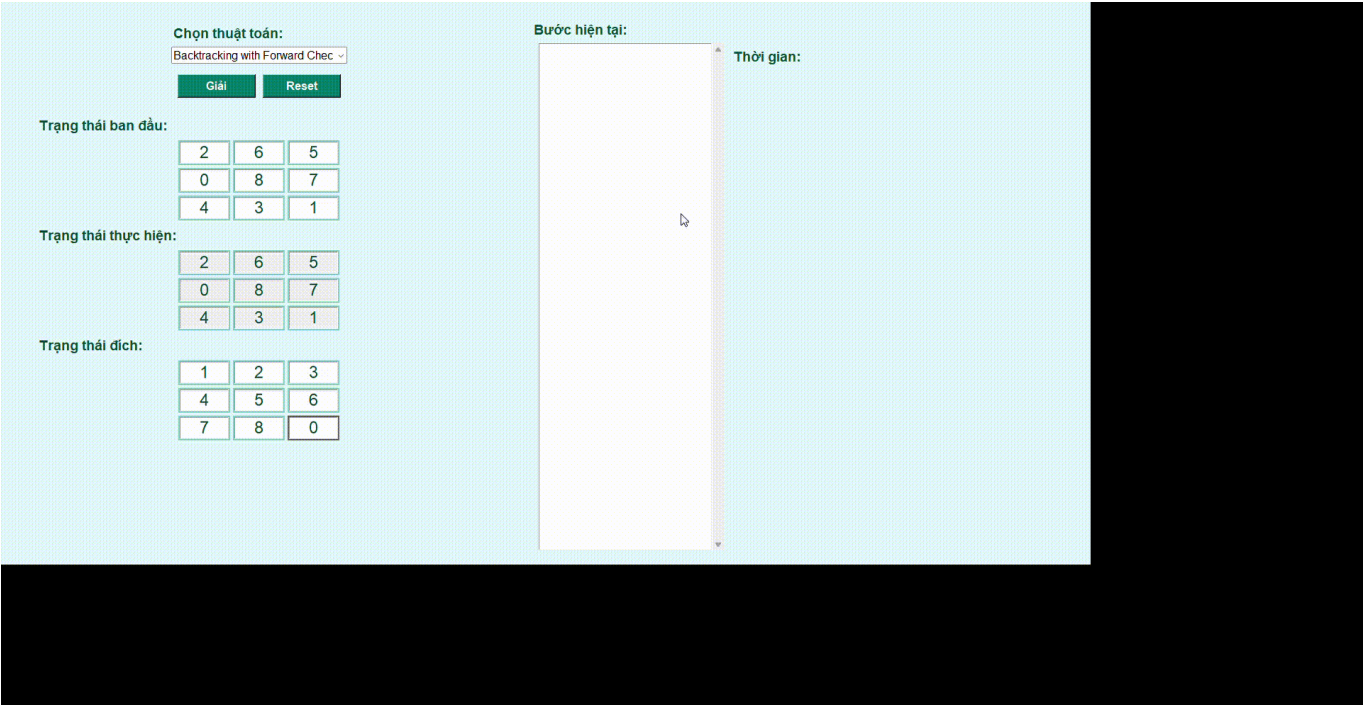 Chọn thuật toán:
Backtracking with Forward Chec
Giải
Reset
Trạng thái ban đầu:
2 6 5
0 8 7
4 3 1
Trạng thái thực hiện:
2 6 5
0 8 7
4 3 1
Trạng thái đích:
1 2 3
4 5 6
7 8 0
Bước hiện tại:
Thời gian: